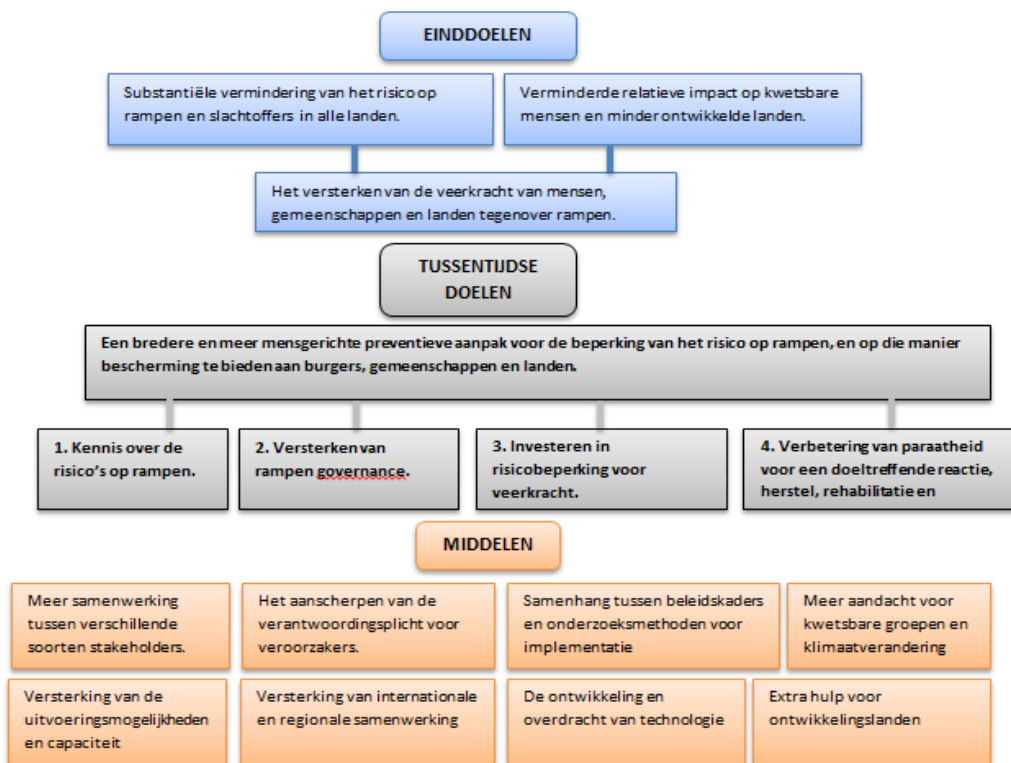 EINDDOELEN
Substantiële vermindering van het risico op
rampen en slachtoffers in alle landen.
Verminderde relatieve impact op kwetsbare
mensen en minder ontwikkelde landen.
Het versterken van de veerkracht van mensen,
gemeenschappen en landen tegenover rampen.
TUSSENTIJDSE
DOELEN
Een bredere en meer mensgerichte preventieve aanpak voor de beperking van het risico op rampen, en op die manier
bescherming te bieden aan burgers, gemeenschappen en landen.
1. Kennis over de
risico's op rampen.
2. Versterken van
rampen governance.
3. Investeren in
risicobeperking voor
veerkracht.
4. Verbetering van paraatheid
voor een doeltreffende reactie,
herstel, rehabilitatie en
MIDDELEN
Meer samenwerking
tussen verschillende
soorten stakeholders.
Het aanscherpen van de
verantwoordingsplicht voor
veroorzakers.
Samenhang tussen beleidskaders
en onderzoeksmethoden voor
implementatie
Meer aandacht voor
kwetsbare groepen en
klimaatverandering
Versterking van de
uitvoeringsmogelijkheden
en capaciteit
Versterking van internationale
en regionale samenwerking
De ontwikkeling en
overdracht van technologie
Extra hulp voor
ontwikkelingslanden